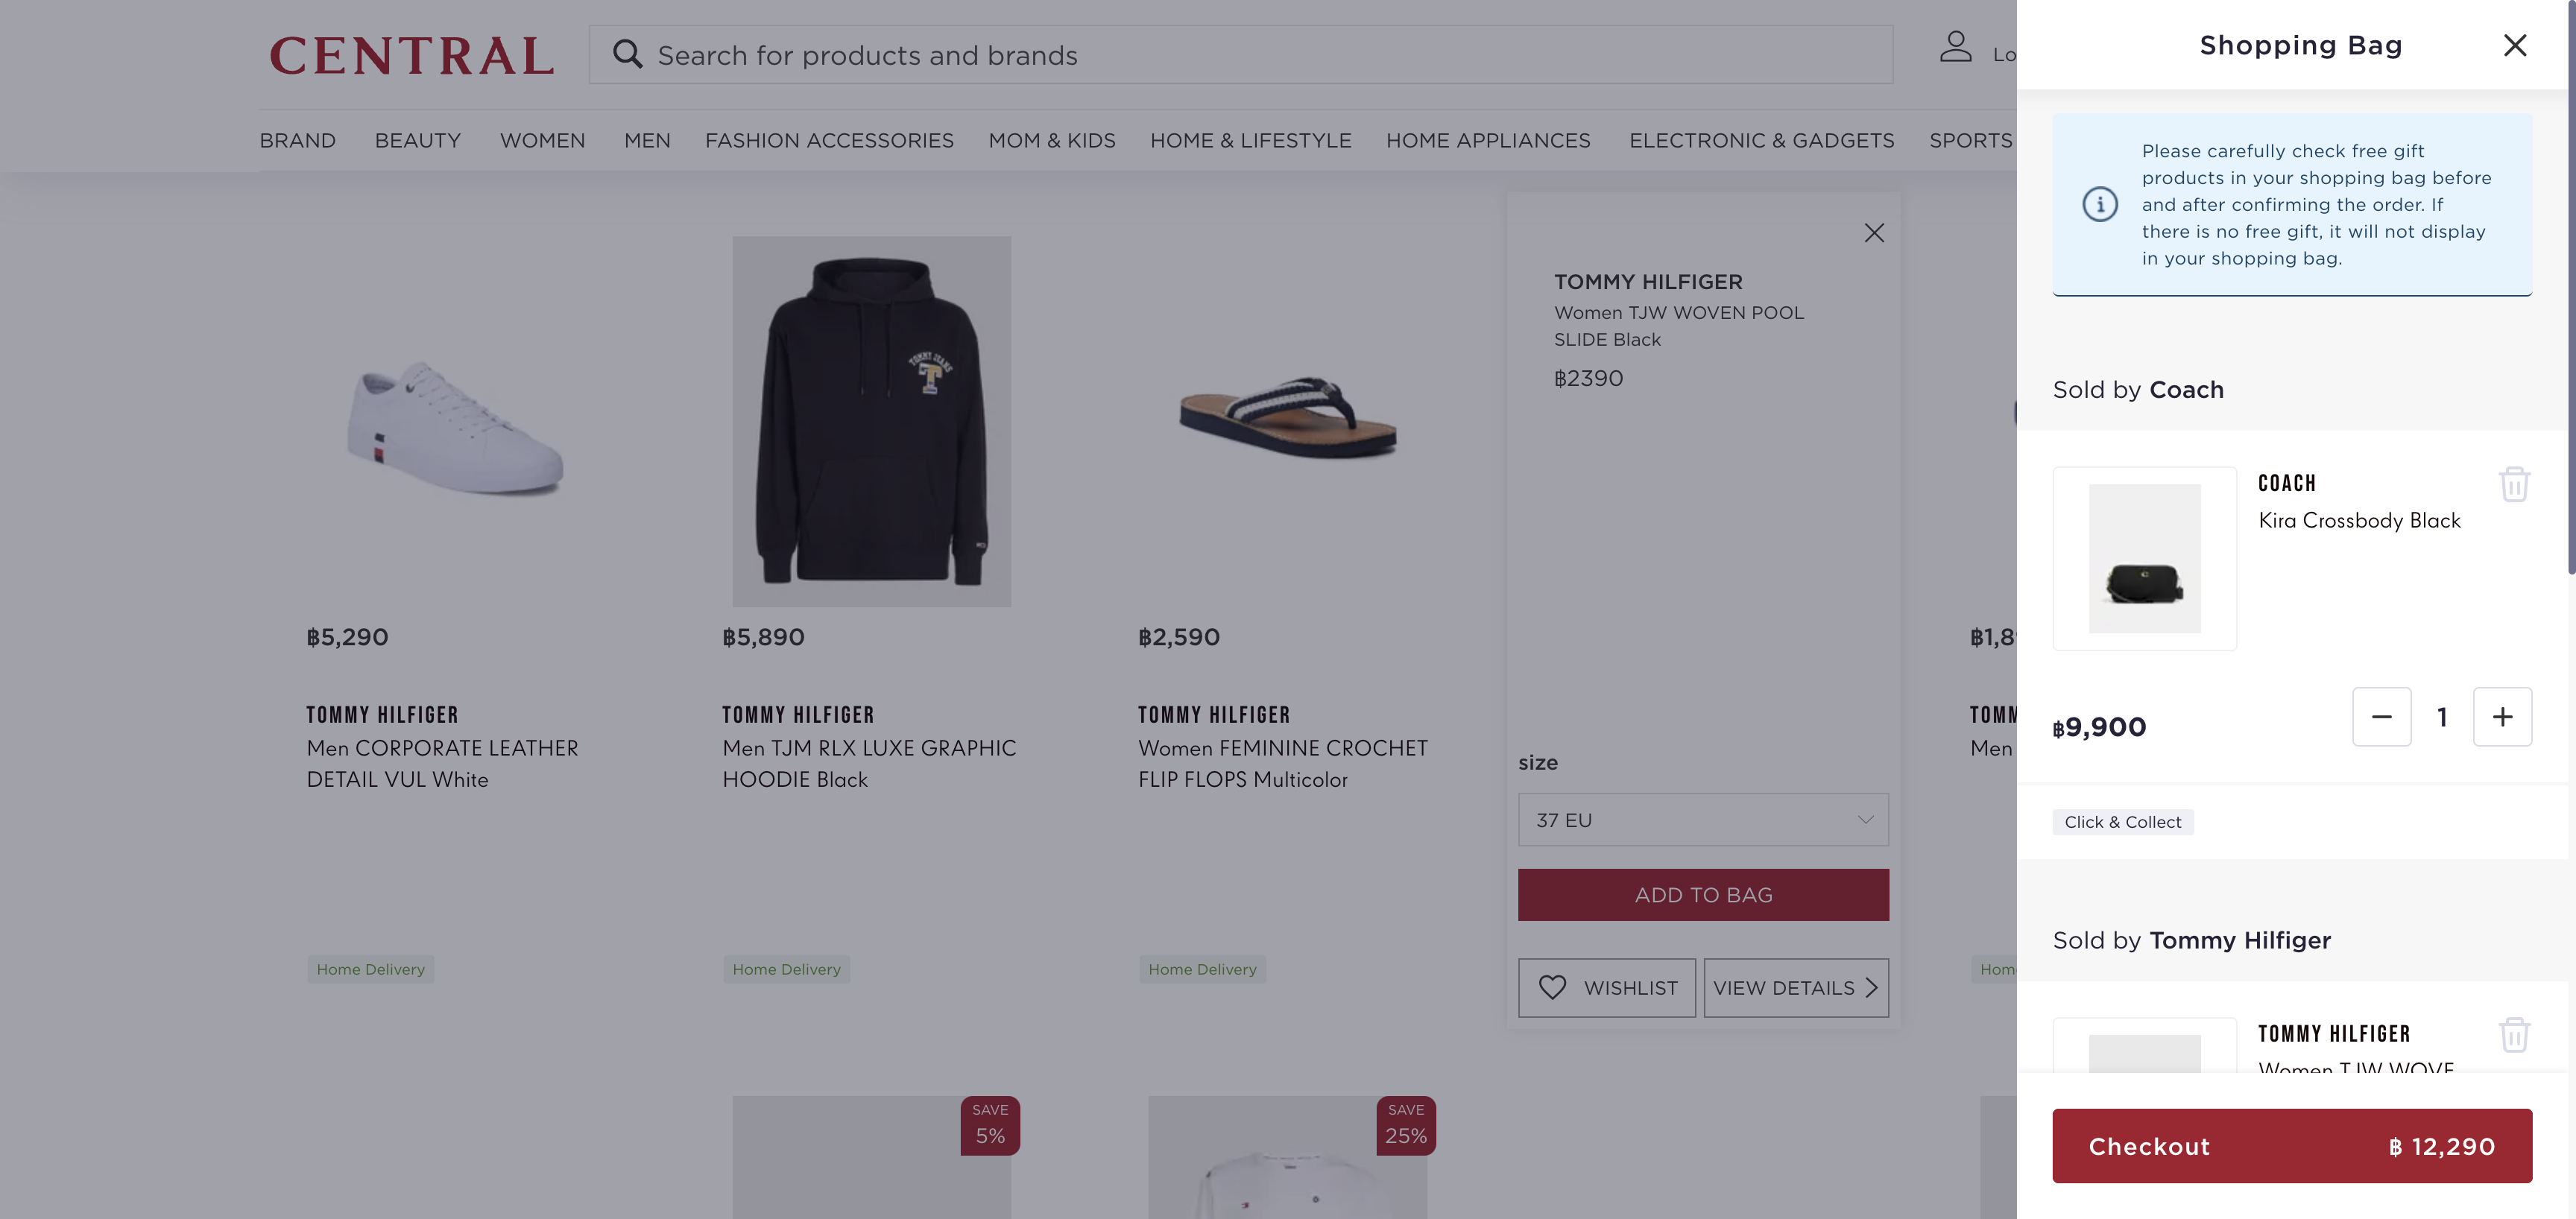 CENTRAL
Search for products and brands
Lo
BRAND BEAUTY WOMEN MEN FASHION ACCESSORIES MOM & KIDS HOME & LIFESTYLE HOME APPLIANCES ELECTRONIC & GADGETS SPORTS
TOMMY JEANS
T
฿5,290
TOMMY HILFIGER
Men CORPORATE LEATHER
DETAIL VUL White
Home Delivery
฿5,890
TOMMY HILFIGER
Men TJM RLX LUXE GRAPHIC
HOODIE Black
Home Delivery
฿2,590
TOMMY HILFIGER
Women FEMININE CROCHET
FLIP FLOPS Multicolor
Home Delivery
TOMMY HILFIGER
Women TJW WOVEN POOL
SLIDE Black
฿2390
size
37 EU
ADD TO BAG
WISHLIST
VIEW DETAILS
฿1,8
TOMM
Men
Hom
SAVE
5%
SAVE
25%
Shopping Bag
Please carefully check free gift
products in your shopping bag before
and after confirming the order. If
there is no free gift, it will not display
in your shopping bag.
Sold by Coach
COACH
Kira Crossbody Black
฿9,900
1
Click & Collect
Sold by Tommy Hilfiger
TOMMY HILFIGER
Women TJW WOVE
Checkout ฿ 12,290